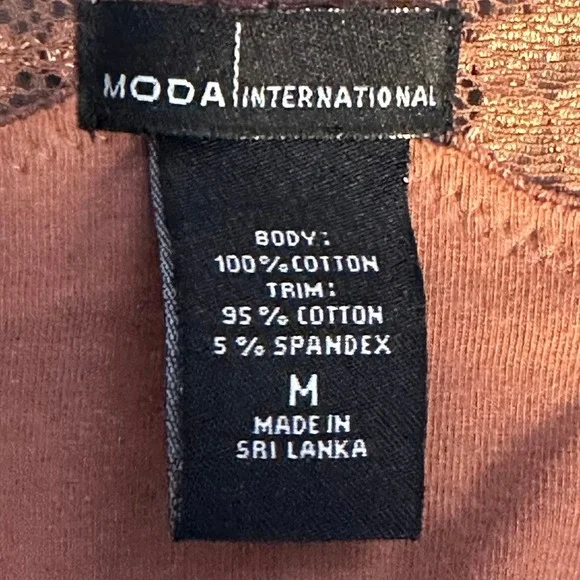 MODA INTERNATIONAL
BODY:
100% COTTON
TRIM:
95% COTTON
5% SPANDEX
M
MADE IN
SRI LANKA